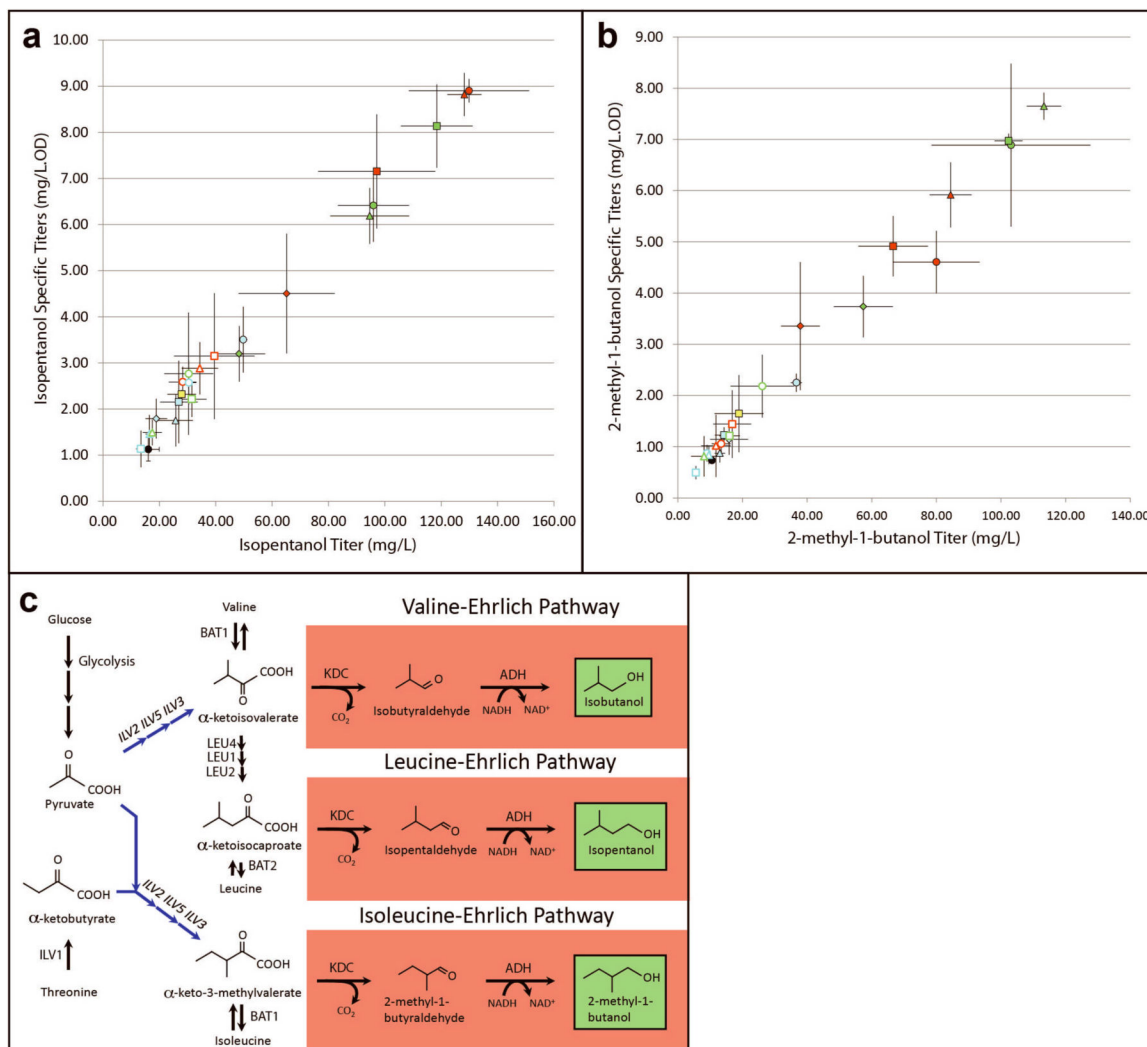 a
10.00
9.00
8.00
7.00
6.00
5.00
4.00
3.00
2.00
1.00
0.00
Isopentanol Specific Titers (mg/L.OD)
0.00 20.00 40.00 60.00 80.00 100.00 120.00 140.00 160.00
Isopentanol Titer (mg/L)
b
9.00
8.00
7.00
6.00
5.00
4.00
3.00
2.00
1.00
0.00
2-methyl-1-butanol Specific Titers (mg/L.OD)
0.00 20.00 40.00 60.00 80.00 100.00 120.00 140.00
2-methyl-1-butanol Titer (mg/L)
c
Glucose
Glycolysis
O
COOH
Pyruvate
O
COOH
α-ketobutyrate
ILV1
Threonine
ILV2 ILV5 ILV3
ILV2 ILV5 ILV3
Valine
BAT1
COOH
O
α-ketoisovalerate
LEU4
LEU1
LEU2
O
COOH
α-ketoisocaproate
BAT2
Leucine
O
COOH
α-keto-3-methylvalerate
BAT1
Isoleucine
Valine-Ehrlich Pathway
KDC
CO2
O
Isobutyraldehyde
ADH
NADH NAD+
OH
Isobutanol
Leucine-Ehrlich Pathway
KDC
CO2
O
Isopentaldehyde
ADH
NADH NAD+
OH
Isopentanol
Isoleucine-Ehrlich Pathway
KDC
CO2
O
2-methyl-1-
butyraldehyde
ADH
NADH NAD+
OH
2-methyl-1-
butanol